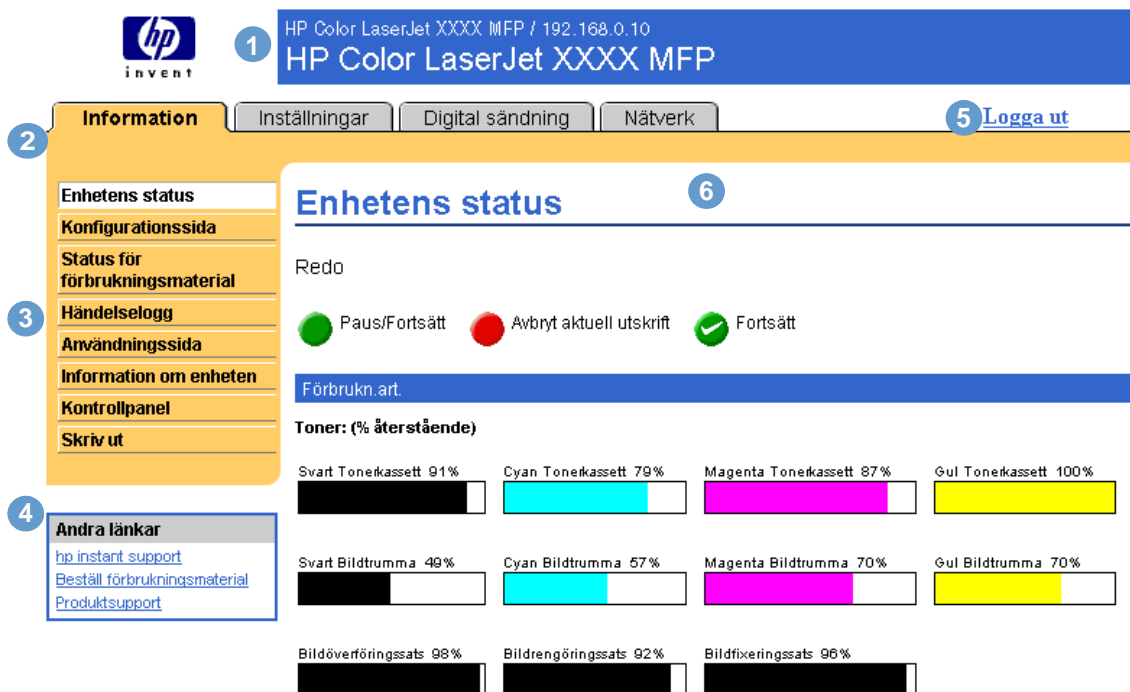 hp
invent
1
HP Color LaserJet XXXX MFP / 192.168.0.10
HP Color LaserJet XXXX MFP
Information
Inställningar
Digital sändning
Nätverk
5
Logga ut
2
Enhetens status
Konfigurationssida
Status för
förbrukningsmaterial
3
Händelselogg
Användningssida
Information om enheten
Kontrollpanel
Skriv ut
4
Andra länkar
hp instant support
Beställ förbrukningsmaterial
Produktsupport
Enhetens status
6
Redo
Paus/Fortsätt
Avbryt aktuell utskrift
Fortsätt
Förbrukn.art.
Toner: (% återstående)
Svart Tonerkassett 91%
Cyan Tonerkassett 79%
Magenta Tonerkassett 87%
Gul Tonerkassett 100%
Svart Bildtrumma 49%
Cyan Bildtrumma 57%
Magenta Bildtrumma 70%
Gul Bildtrumma 70%
Bildöverföringssats 98%
Bildrengöringssats 92%
Bildfixeringssats 96%